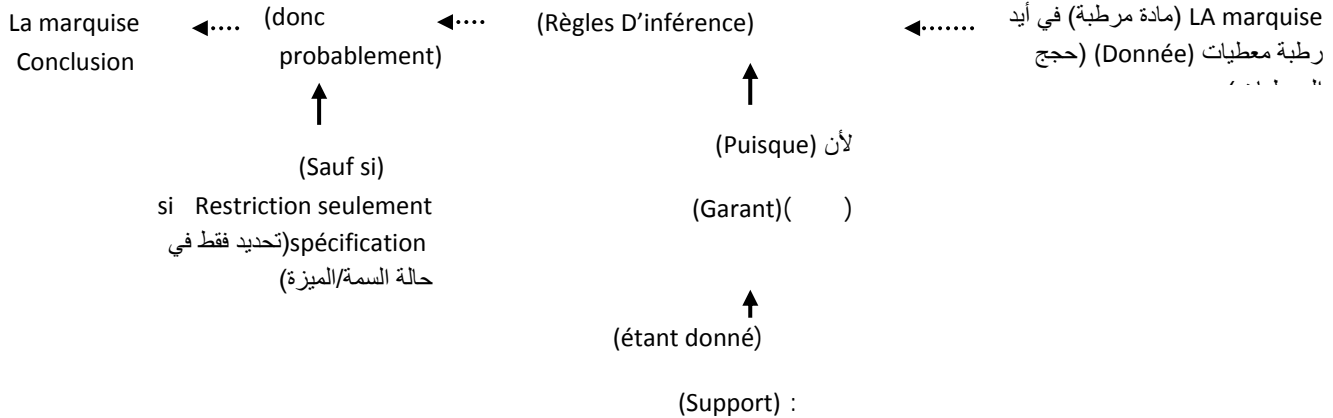 LA marquise (مادة مرطبة) في أيد
رطبة معطيات (Donnée) (حجج
(Règles D’inférence)
(donc
probablement)
La marquise
Conclusion
لأن (Puisque)
(Garant)( )
(étant donné)
(Support) :
(Sauf si)
si Restriction seulement
spécification(تحديد فقط في
حالة السمة/الميزة)